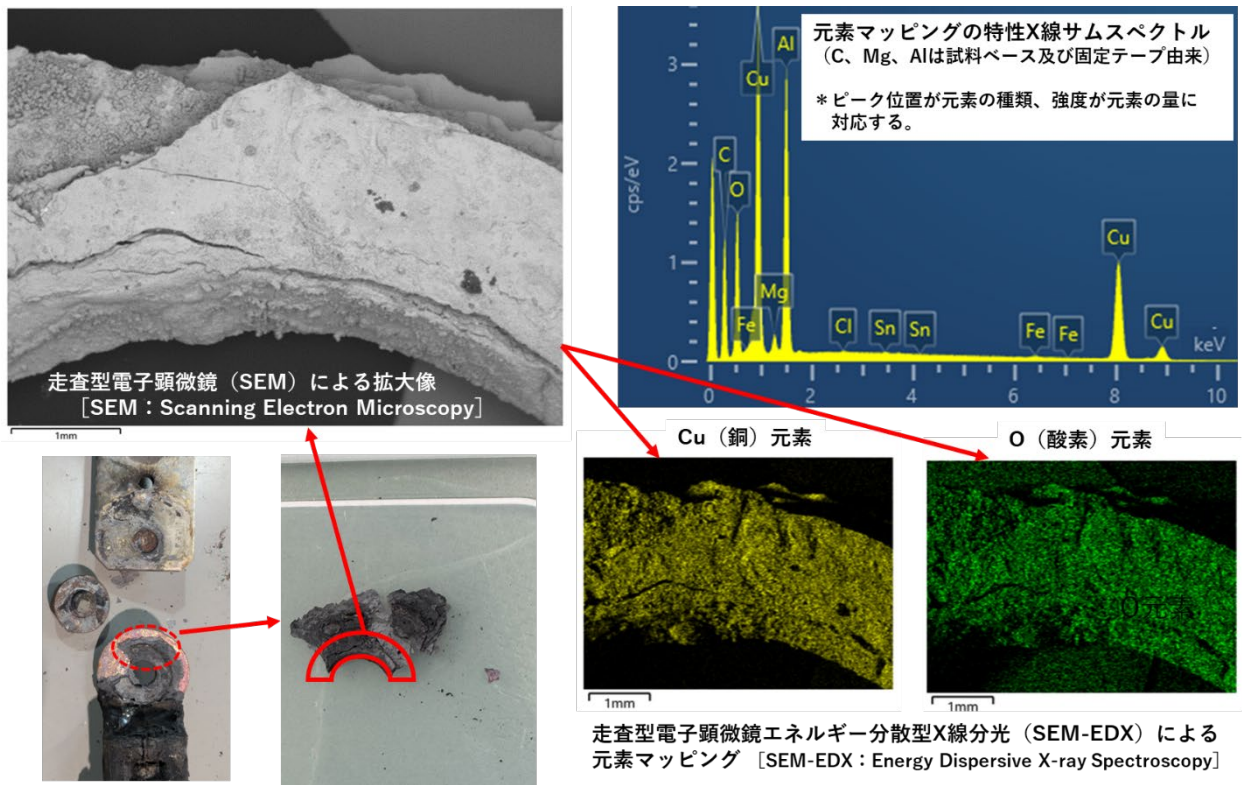 走査型電子顕微鏡（SEM）による拡大像
［SEM：Scanning Electron Microscopy］
1mm
元素マッピングの特性X線サムスペクトル
（C、Mg、Alは試料ベース及び固定テープ由来）
＊ピーク位置が元素の種類、強度が元素の量に
対応する。
cps/eV
3
2
1
0
C
O
Fe
Cu
Mg
Al
Cl
Sn
Sn
Fe
Fe
Cu
Cu
keV
0
2
4
6
8
10
Cu（銅）元素
O（酸素）元素
O元素
1mm
1mm
走査型電子顕微鏡エネルギー分散型X線分光（SEM-EDX）による
元素マッピング ［SEM-EDX：Energy Dispersive X-ray Spectroscopy］